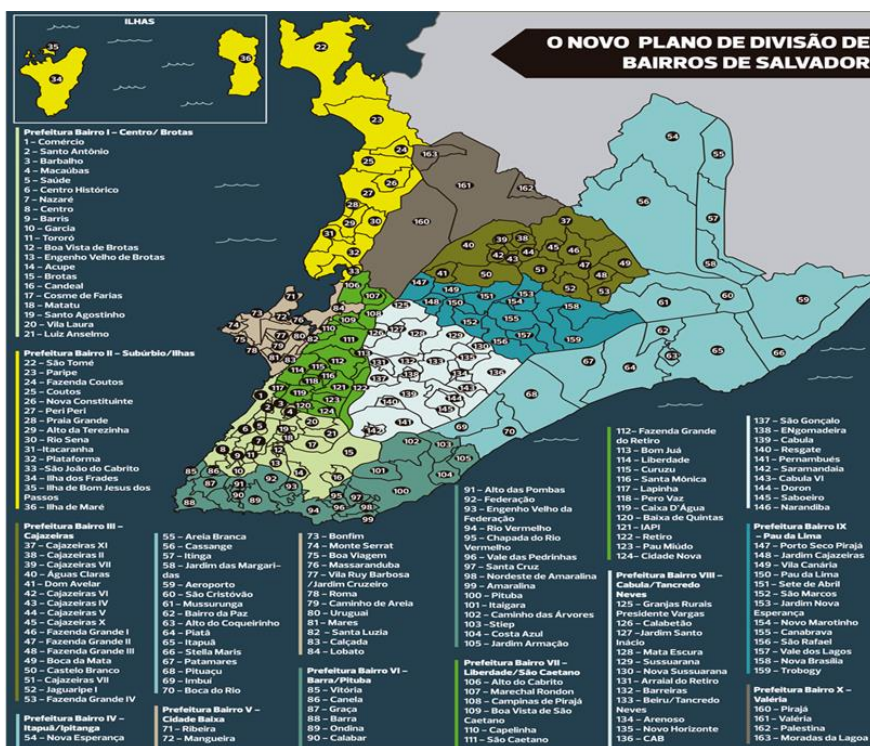 ILHAS
O NOVO PLANO DE DIVISÃO DE
BAIRROS DE SALVADOR
Prefeitura Bairro I – Centro/ Brotas
1 – Comércio
2 – Santo Antônio
3 – Barbalho
4 – Macaúbas
5 – Saúde
6 – Centro Histórico
7 – Nazaré
8 – Centro
9 – Barris
10 – Garcia
11 – Tororó
12 – Boa Vista de Brotas
13 – Engenho Velho de Brotas
14 – Acupe
15 – Brotas
16 – Candeal
17 – Cosme de Farias
18 – Matatu
19 – Santo Agostinho
20 – Vila Laura
21 – Luiz Anselmo
Prefeitura Bairro II – Subúrbio/Ilhas
22 – São Tomé
23 – Paripe
24 – Fazenda Coutos
25 – Coutos
26 – Nova Constituinte
27 – Peri Peri
28 – Praia Grande
29 – Alto da Terezinha
30 – Rio Sena
31 –Itacaranha
32 – Plataforma
33 –São João do Cabrito
34 – Ilha dos Frades
35 – Ilha de Bom Jesus dos
Passos
36 – Ilha de Maré
Prefeitura Bairro III –
Cajazeiras
37 – Cajazeiras XI
38 – Cajazeiras II
39 – Cajazeiras VII
40 – Águas Claras
41 – Dom Avelar
42 – Cajazeiras VI
43 – Cajazeiras IV
44 – Cajazeiras V
45 – Cajazeiras X
46 – Fazenda Grande I
47 – Fazenda Grande II
48 – Fazenda Grande III
49 – Boca da Mata
50 – Castelo Branco
51 – Cajazeiras VII
52 – Jaguaripe I
53 – Fazenda Grande IV
Prefeitura Bairro IV –
Itapuã/Ipitanga
54 – Nova Esperança
55 – Areia Branca
56 – Cassange
57 – Itinga
58 – Jardim das Margari-
das
59 – Aeroporto
60 – São Cristóvão
61 – Mussurunga
62 – Bairro da Paz
63 – Alto do Coqueirinho
64 – Piatã
65 – Itapuã
66 – Stella Maris
67 – Patamares
68 – Pituaçu
69 – Imbuí
70 – Boca do Rio
Prefeitura Bairro V –
Cidade Baixa
71 – Ribeira
72 – Mangueira
73 – Bonfim
74 – Monte Serrat
75 – Boa Viagem
76 – Massaranduba
77 – Vila Ruy Barbosa
/Jardim Cruzeiro
78 – Roma
79 – Caminho de Areia
80 – Uruguai
81 – Mares
82 – Santa Luzia
83 – Calçada
84 – Lobato
Prefeitura Bairro VI –
Barra/Pituba
85 – Vitória
86 – Canela
87 – Graça
88 – Barra
89 – Ondina
90 – Calabar
91 – Alto das Pombas
92 – Federação
93 – Engenho Velho da
Federação
94 – Rio Vermelho
95 – Chapada do Rio
Vermelho
96 – Vale das Pedrinhas
97 – Santa Cruz
98 – Nordeste de Amaralina
99 – Amaralina
100 – Pituba
101 – Itaigara
102 – Caminho das Árvores
103 – Stiep
104 – Costa Azul
105 – Jardim Armação
Prefeitura Bairro VII –
Liberdade/São Caetano
106 – Alto do Cabrito
107 – Marechal Rondon
108 – Campinas de Pirajá
109 – Boa Vista de São
Caetano
110 – Capelinha
111 – São Caetano
112– Fazenda Grande
do Retiro
113 – Bom Juá
114 – Liberdade
115 – Curuzu
116 – Santa Mônica
117 – Lapinha
118 – Pero Vaz
119 – Caixa D'Água
120 – Baixa de Quintas
121 – IAPI
122 – Retiro
123 – Pau Miúdo
124– Cidade Nova
Prefeitura Bairro VIII –
Cabula/Tancredo
Neves
125 – Granjas Rurais
Presidente Vargas
126 – Calabetão
127– Jardim Santo
Inácio
128 – Mata Escura
129 – Sussuarana
130 – Nova Sussuarana
131 – Arraial do Retiro
132 – Barreiras
133 – Beiru/Tancredo
Neves
134 – Arenoso
135 – Novo Horizonte
136 – CAB
137 – São Gonçalo
138 – ENgomadeira
139 – Cabula
140 – Resgate
141 – Pernambués
142 – Saramandaia
143– Cabula VI
144 – Doron
145 – Saboeiro
146 – Narandiba
Prefeitura Bairro IX
– Pau da Lima
147 – Porto Seco Pirajá
148 – Jardim Cajazeiras
149 – Vila Canária
150 – Pau da Lima
151 – Sete de Abril
152 – São Marcos
153 – Jardim Nova
Esperança
154 – Novo Marotinho
155 – Canabrava
156 – São Rafael
157 – Vale dos Lagos
158 – Nova Brasília
159 – Trobogy
Prefeitura Bairro X –
Valéria
160 – Pirajá
161 – Valéria
162 – Palestina
163 – Moradas da Lagoa